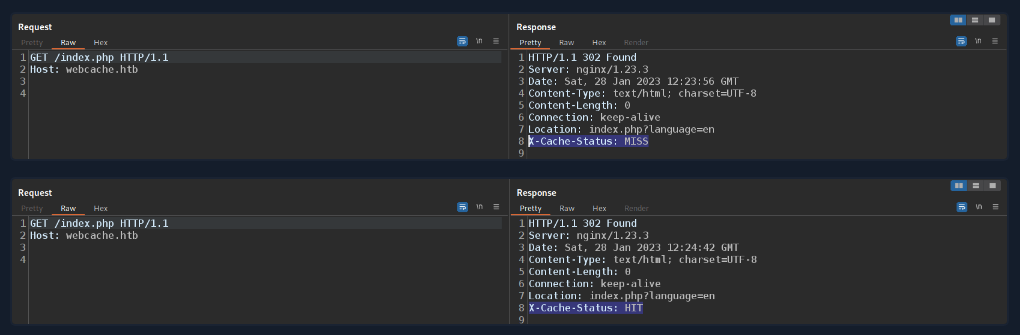 Request
Pretty Raw Hex
\n
1 GET /index.php HTTP/1.1
2 Host: webcache.htb
3
4
Response
Pretty Raw Hex Render
\n
1 HTTP/1.1 302 Found
2 Server: nginx/1.23.3
3 Date: Sat, 28 Jan 2023 12:23:56 GMT
4 Content-Type: text/html; charset=UTF-8
5 Content-Length: 0
6 Connection: keep-alive
7 Location: index.php?language=en
8 X-Cache-Status: MISS
9
Request
Pretty Raw Hex
\n
1 GET /index.php HTTP/1.1
2 Host: webcache.htb
3
4
Response
Pretty Raw Hex Render
\n
1 HTTP/1.1 302 Found
2 Server: nginx/1.23.3
3 Date: Sat, 28 Jan 2023 12:24:42 GMT
4 Content-Type: text/html; charset=UTF-8
5 Content-Length: 0
6 Connection: keep-alive
7 Location: index.php?language=en
8 X-Cache-Status: HIT
9